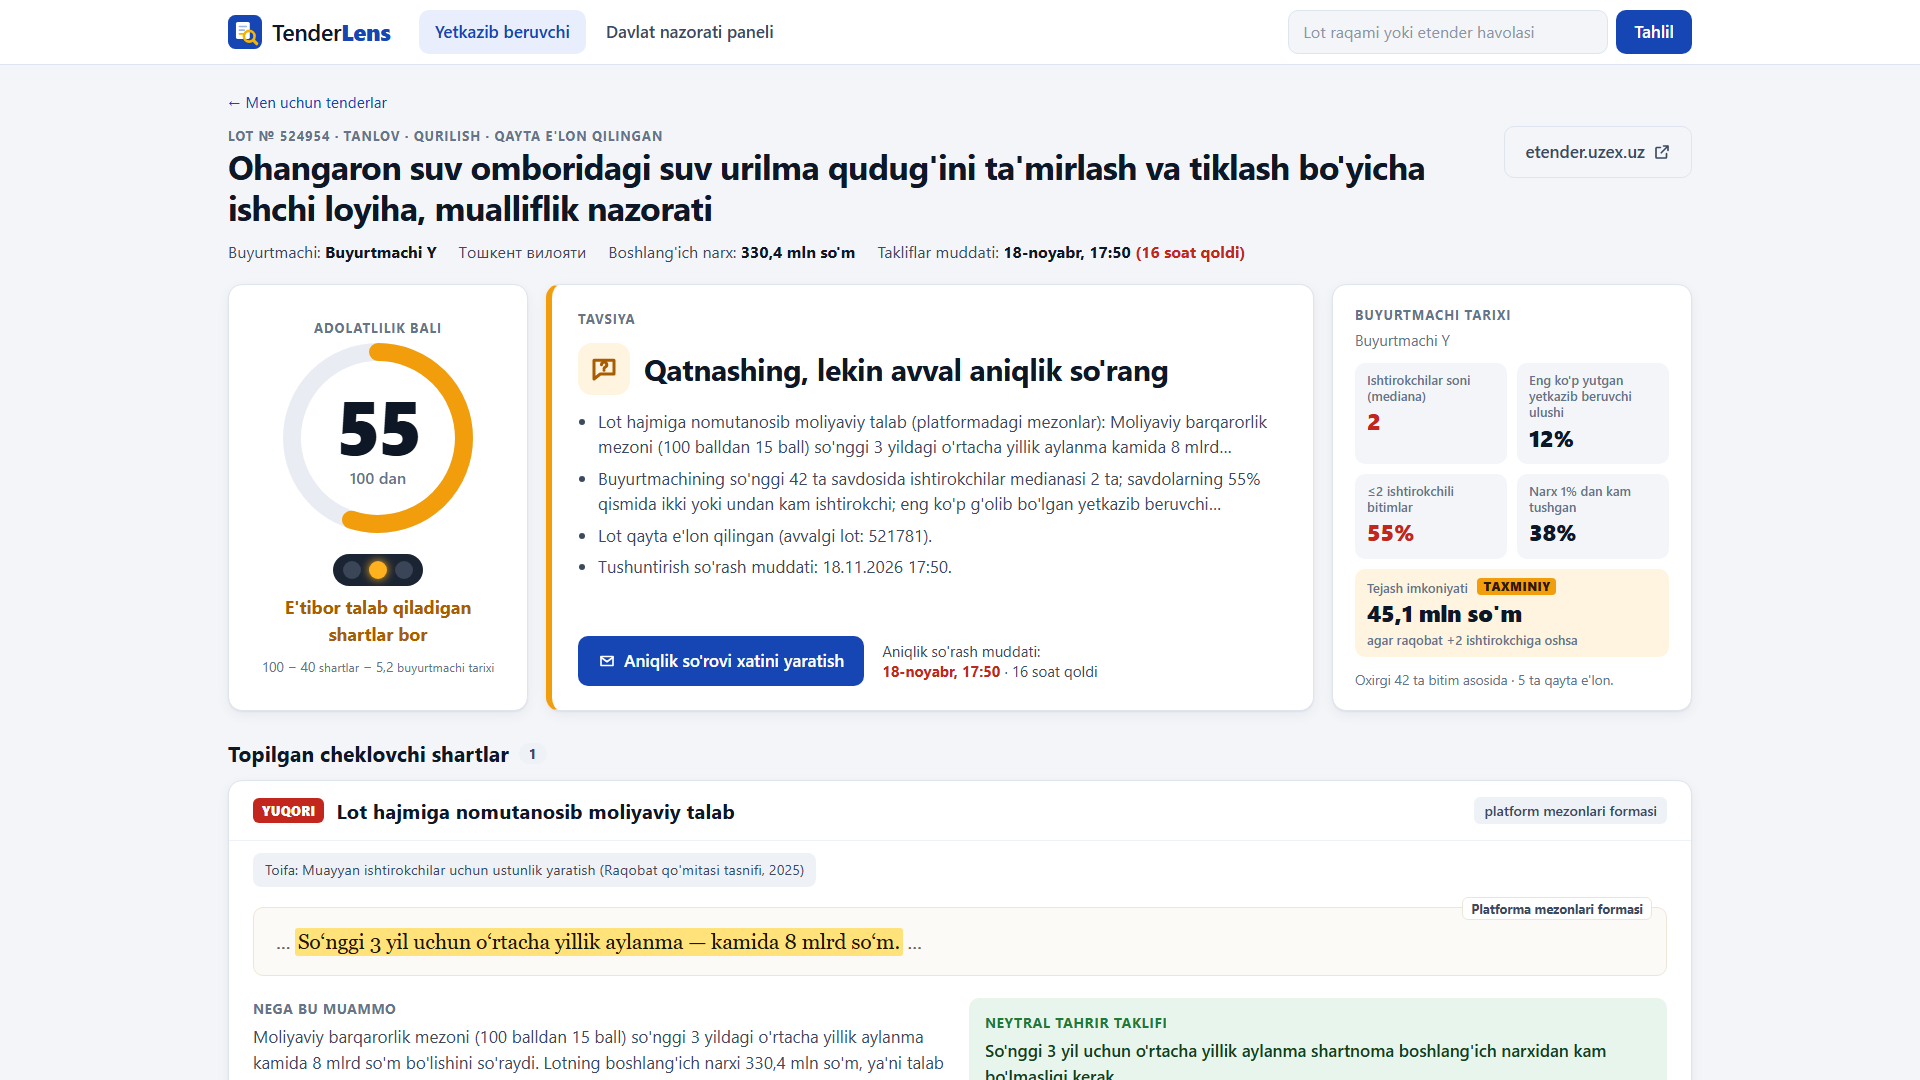 TenderLens
Yetkazib beruvchi
Davlat nazorati paneli
Lot raqami yoki etender havolasi
Tahlil
← Men uchun tenderlar
LOT № 524954 · TANLOV · QURILISH · QAYTA E'LON QILINGAN
Ohangaron suv omboridagi suv urilma qudug'ini ta'mirlash va tiklash bo'yicha
ishchi loyiha, mualliflik nazorati
etender.uzex.uz
Buyurtmachi: Buyurtmachi Y Тошкент вилояти Boshlang'ich narx: 330,4 mln so'm Takliflar muddati: 18-noyabr, 17:50 (16 soat qoldi)
ADOLATLILIK BALI
55
100 dan
E'tibor talab qiladigan
shartlar bor
100 − 40 shartlar − 5,2 buyurtmachi tarixi
TAVSIYA
Qatnashing, lekin avval aniqlik so'rang
• Lot hajmiga nomutanosib moliyaviy talab (platformadagi mezonlar): Moliyaviy barqarorlik
mezoni (100 balldan 15 ball) so'nggi 3 yildagi o'rtacha yillik aylanma kamida 8 mlrd...
• Buyurtmachining so'nggi 42 ta savdosida ishtirokchilar medianasi 2 ta; savdolarning 55%
qismida ikki yoki undan kam ishtirokchi; eng ko'p g'olib bo'lgan yetkazib beruvchi...
• Lot qayta e'lon qilingan (avvalgi lot: 521781).
• Tushuntirish so'rash muddati: 18.11.2026 17:50.
Aniqlik so'rovi xatini yaratish
Aniqlik so'rash muddati:
18-noyabr, 17:50 · 16 soat qoldi
BUYURTMACHI TARIXI
Buyurtmachi Y
Ishtirokchilar soni
(mediana)
2
Eng ko'p yutgan
yetkazib beruvchi
ulushi
12%
≤2 ishtirokchili
bitimlar
55%
Narx 1% dan kam
tushgan
38%
Tejash imkoniyati TAXMINIY
45,1 mln so'm
agar raqobat +2 ishtirokchiga oshsa
Oxirgi 42 ta bitim asosida · 5 ta qayta e'lon.
Topilgan cheklovchi shartlar 1
YUQORI Lot hajmiga nomutanosib moliyaviy talab
platform mezonlari formasi
Toifa: Muayyan ishtirokchilar uchun ustunlik yaratish (Raqobat qo'mitasi tasnifi, 2025)
Platforma mezonlari formasi
... So‘nggi 3 yil uchun o‘rtacha yillik aylanma — kamida 8 mlrd so‘m. ...
NEGA BU MUAMMO
Moliyaviy barqarorlik mezoni (100 balldan 15 ball) so'nggi 3 yildagi o'rtacha yillik aylanma
kamida 8 mlrd so'm bo'lishini so'raydi. Lotning boshlang'ich narxi 330,4 mln so'm, ya'ni talab
NEYTRAL TAHRIR TAKLIFI
So'nggi 3 yil uchun o'rtacha yillik aylanma shartnoma boshlang'ich narxidan kam
bo'lmasligi kerak